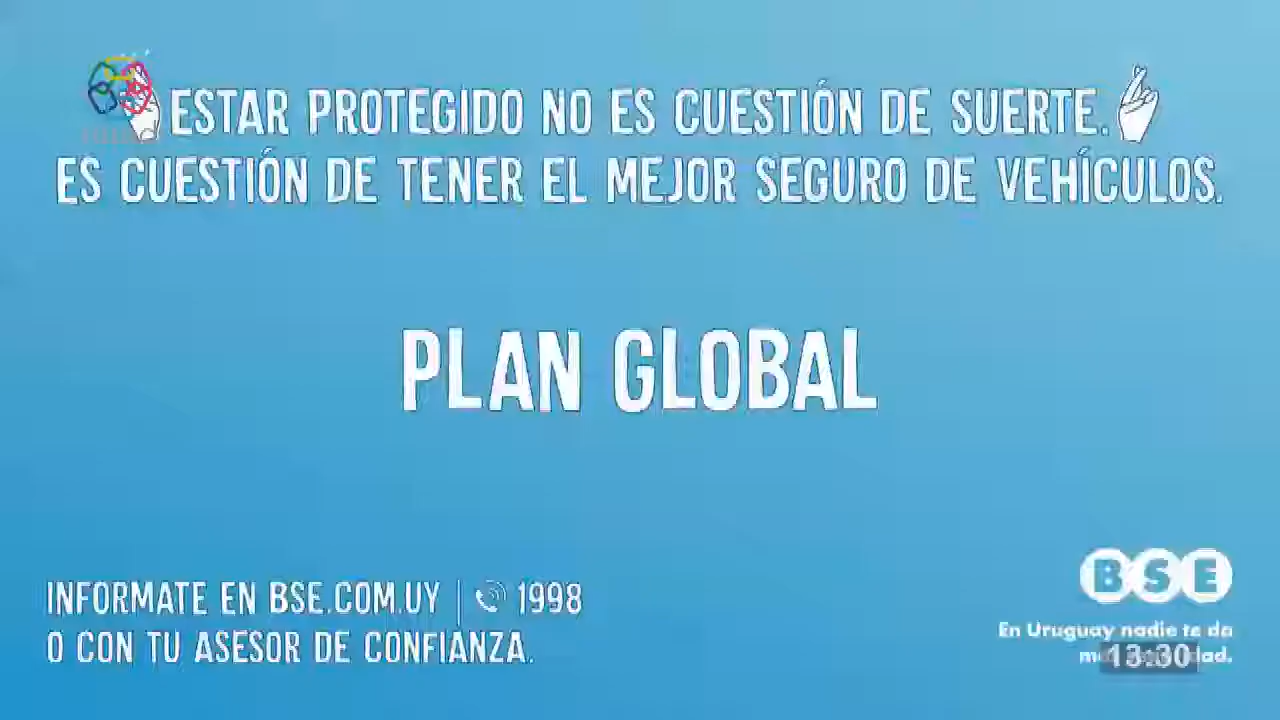 ESTAR PROTEGIDO NO ES CUESTIÓN DE SUERTE.
ES CUESTIÓN DE TENER EL MEJOR SEGURO DE VEHÍCULOS.
PLAN GLOBAL
INFORMATE EN BSE.COM.UY | 1998
O CON TU ASESOR DE CONFIANZA.
BSE
En Uruguay nadie te da
13:30